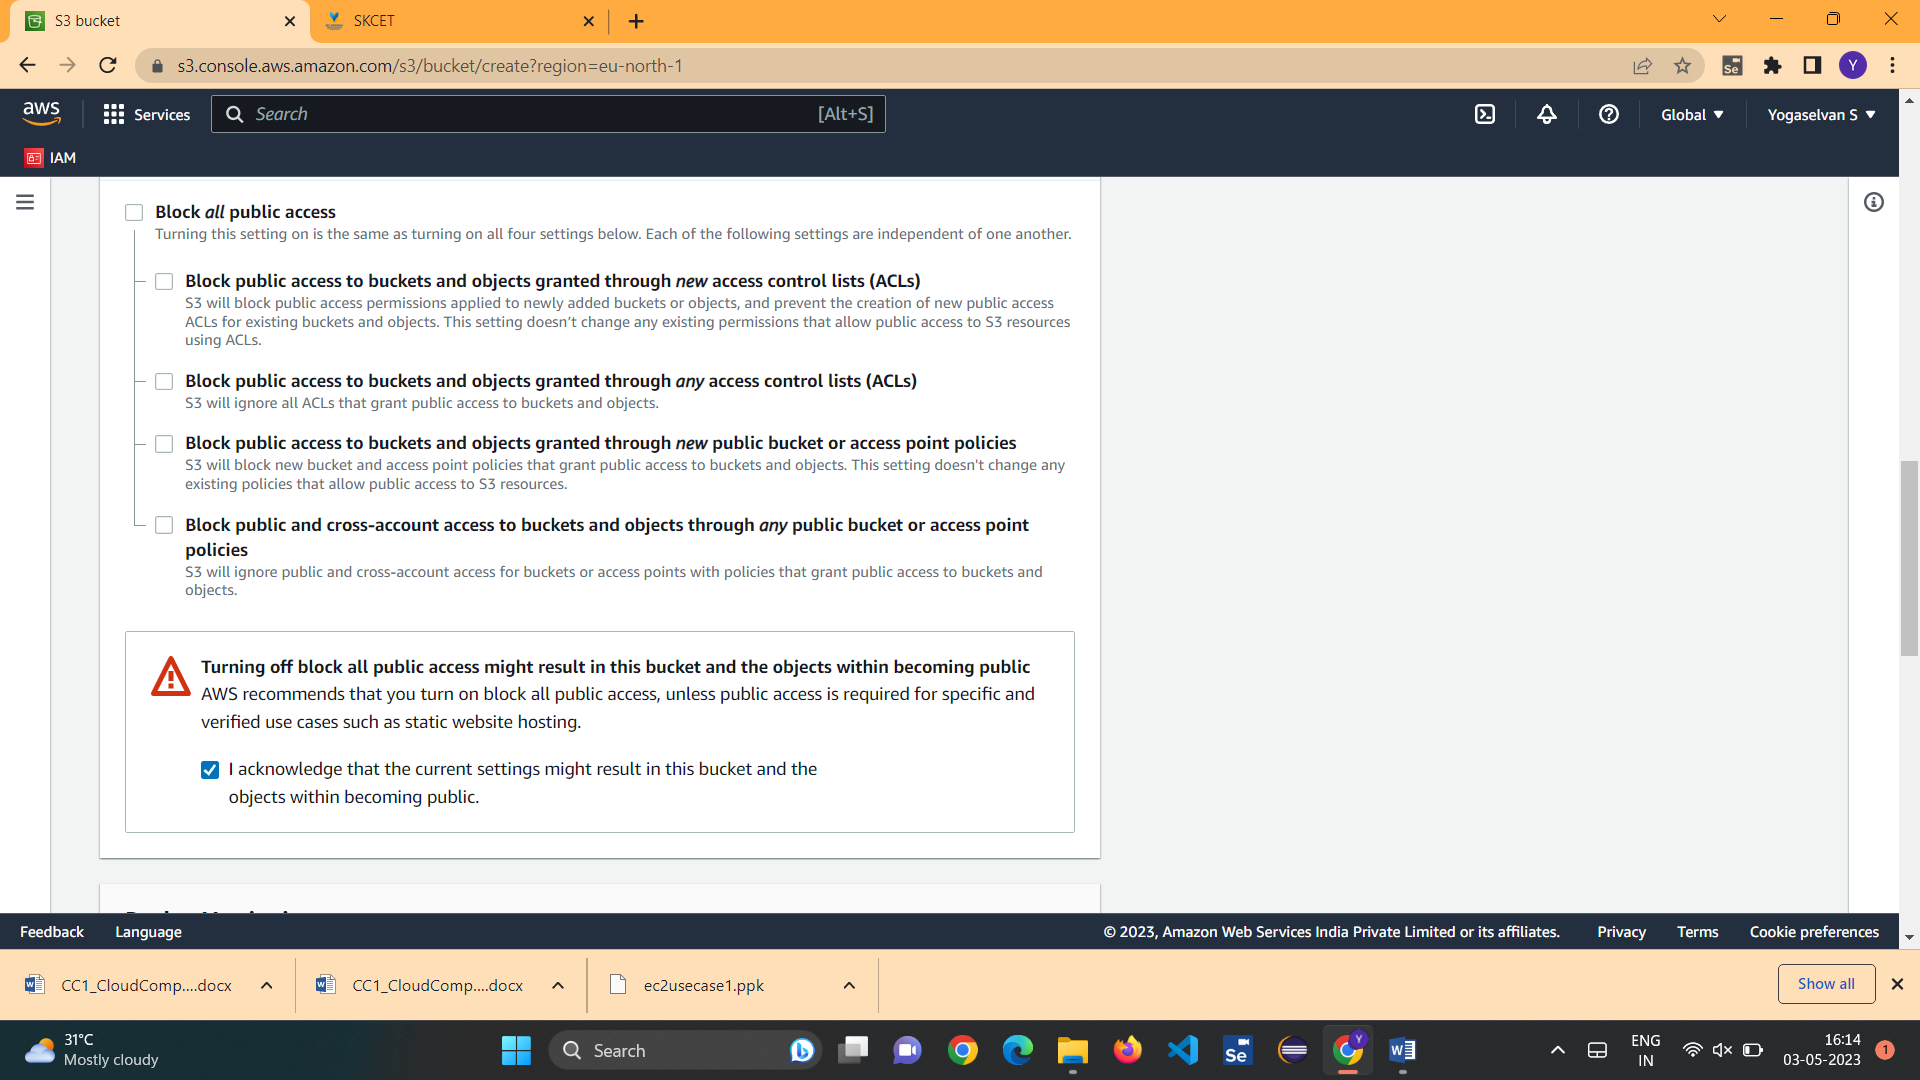 S3 bucket
SKCET
s3.console.aws.amazon.com/s3/bucket/create?region=eu-north-1
Se
Y
aws
Services
Search
[Alt+S]
Global
Yogaselvan S
IAM
Block all public access
Turning this setting on is the same as turning on all four settings below. Each of the following settings are independent of one another.
Block public access to buckets and objects granted through new access control lists (ACLs)
S3 will block public access permissions applied to newly added buckets or objects, and prevent the creation of new public access
ACLs for existing buckets and objects. This setting doesn’t change any existing permissions that allow public access to S3 resources
using ACLs.
Block public access to buckets and objects granted through any access control lists (ACLs)
S3 will ignore all ACLs that grant public access to buckets and objects.
Block public access to buckets and objects granted through new public bucket or access point policies
S3 will block new bucket and access point policies that grant public access to buckets and objects. This setting doesn't change any
existing policies that allow public access to S3 resources.
Block public and cross-account access to buckets and objects through any public bucket or access point
policies
S3 will ignore public and cross-account access for buckets or access points with policies that grant public access to buckets and
objects.
Turning off block all public access might result in this bucket and the objects within becoming public
AWS recommends that you turn on block all public access, unless public access is required for specific and
verified use cases such as static website hosting.
I acknowledge that the current settings might result in this bucket and the
objects within becoming public.
Feedback
Language
© 2023, Amazon Web Services India Private Limited or its affiliates.
Privacy
Terms
Cookie preferences
CC1_CloudComp....docx
CC1_CloudComp....docx
ec2usecase1.ppk
Show all
31°C
Mostly cloudy
Search
Se
Y
ENG
IN
16:14
03-05-2023
1